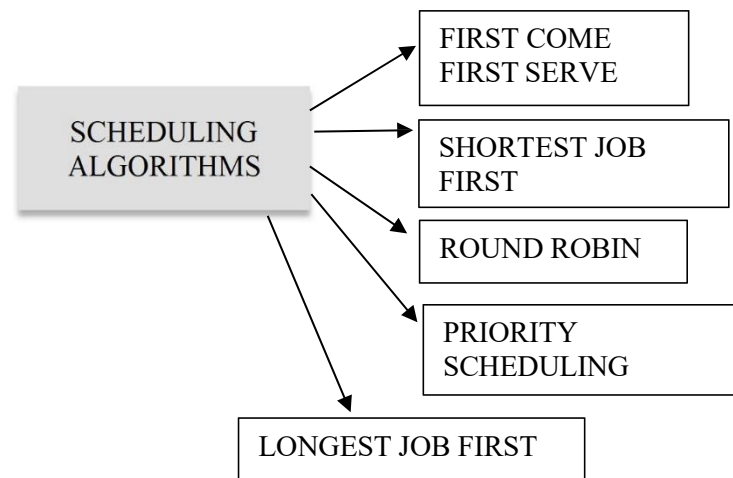 SCHEDULING
ALGORITHMS
FIRST COME
FIRST SERVE
SHORTEST JOB
FIRST
ROUND ROBIN
PRIORITY
SCHEDULING
LONGEST JOB FIRST